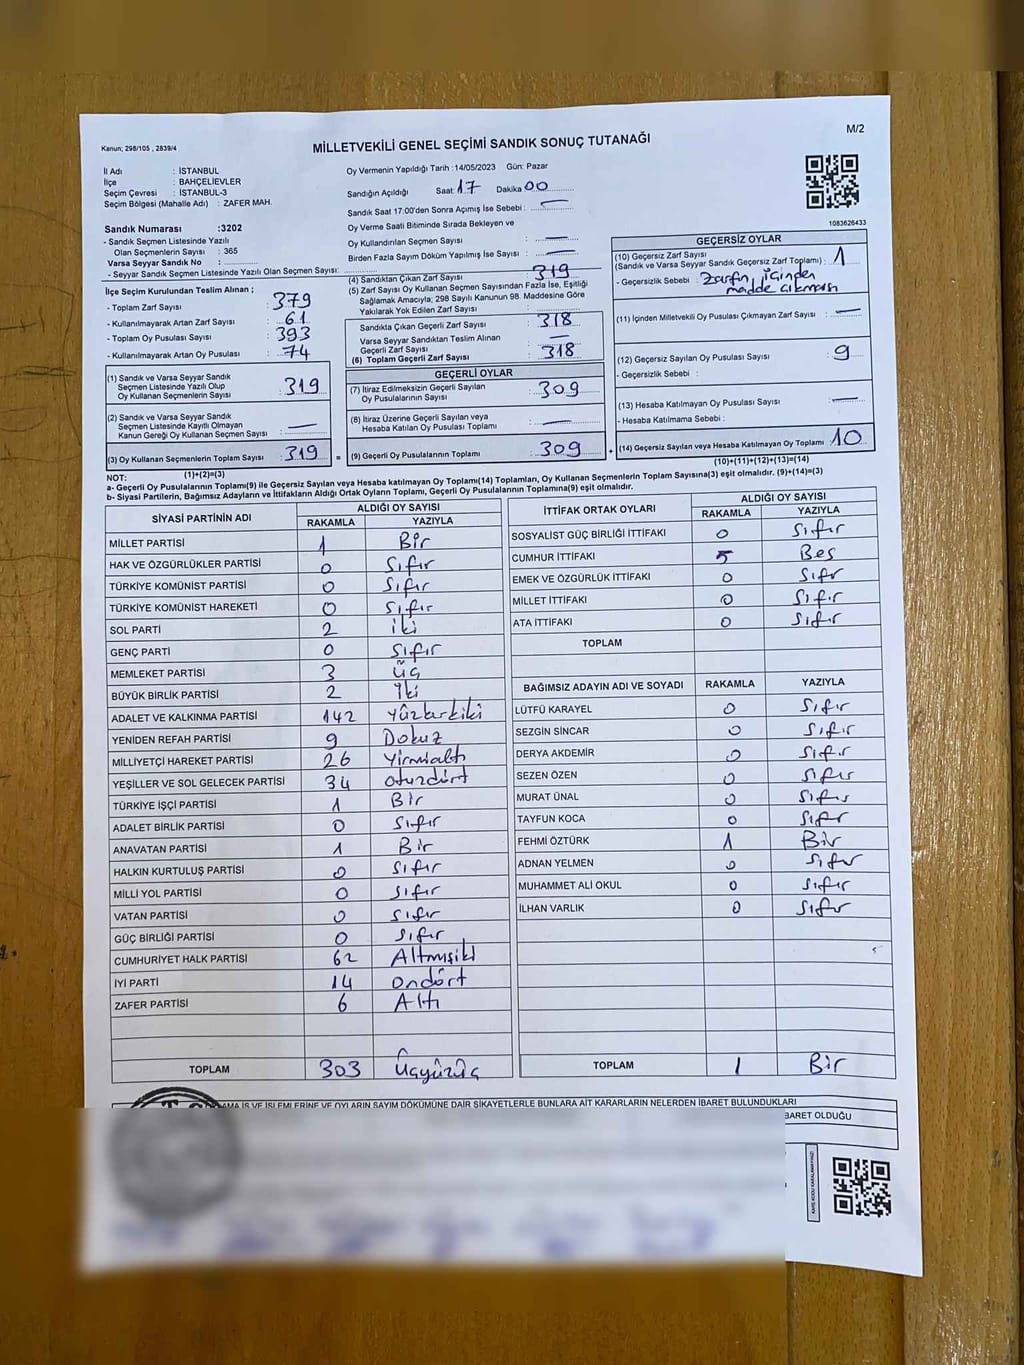 M/2
Kanun; 298/105 , 2839/4
MİLLETVEKİLİ GENEL SEÇİMİ SANDIK SONUÇ TUTANAĞI
İl Adı : İSTANBUL
İlçe : BAHÇELİEVLER
Seçim Çevresi : İSTANBUL-3
Seçim Bölgesi (Mahalle Adı) : ZAFER MAH.
Sandık Numarası :3202
- Sandık Seçmen Listesinde Yazılı
Olan Seçmenlerin Sayısı : 365
Varsa Seyyar Sandık No :
- Seyyar Sandık Seçmen Listesinde Yazılı Olan Seçmen Sayısı:
İlçe Seçim Kurulundan Teslim Alınan ;
- Toplam Zarf Sayısı : 379
- Kullanılmayarak Artan Zarf Sayısı : 61
- Toplam Oy Pusulası Sayısı : 393
- Kullanılmayarak Artan Oy Pusulası : 74
(1) Sandık ve Varsa Seyyar Sandık
Seçmen Listesinde Yazılı Olup
Oy Kullanan Seçmenlerin Sayısı : 319
(2) Sandık ve Varsa Seyyar Sandık
Seçmen Listesinde Kayıtlı Olmayan
Kanun Gereği Oy Kullanan Seçmen Sayısı : —
(3) Oy Kullanan Seçmenlerin Toplam Sayısı : 319
(1)+(2)=(3)
Oy Vermenin Yapıldığı Tarih : 14/05/2023 Gün: Pazar
Sandığın Açıldığı Saat: 17 Dakika 00
Sandık Saat 17:00'den Sonra Açılmış İse Sebebi : —
Oy Verme Saati Bitiminde Sırada Bekleyen ve
Oy Kullandırılan Seçmen Sayısı : —
Birden Fazla Sayım Döküm Yapılmış İse Sayısı : —
(4) Sandıktan Çıkan Zarf Sayısı : 319
(5) Zarf Sayısı Oy Kullanan Seçmen Sayısından Fazla İse, Eşitliği
Sağlamak Amacıyla; 298 Sayılı Kanunun 98. Maddesine Göre
Yakılarak Yok Edilen Zarf Sayısı :
Sandıkta Çıkan Geçerli Zarf Sayısı : 318
Varsa Seyyar Sandıktan Teslim Alınan
Geçerli Zarf Sayısı : —
(6) Toplam Geçerli Zarf Sayısı : 318
GEÇERLİ OYLAR
(7) İtiraz Edilmeksizin Geçerli Sayılan
Oy Pusulalarının Sayısı : 309
(8) İtiraz Üzerine Geçerli Sayılan veya
Hesaba Katılan Oy Pusulası Toplamı : —
= (9) Geçerli Oy Pusulalarının Toplamı : 309
1083626433
GEÇERSİZ OYLAR
(10) Geçersiz Zarf Sayısı
(Sandık ve Varsa Seyyar Sandık Geçersiz Zarf Toplamı) : 1
- Geçersizlik Sebebi : Zarfın içinden
madde çıkması
(11) İçinden Milletvekili Oy Pusulası Çıkmayan Zarf Sayısı : —
(12) Geçersiz Sayılan Oy Pusulası Sayısı : 9
- Geçersizlik Sebebi :
(13) Hesaba Katılmayan Oy Pusulası Sayısı : —
- Hesaba Katılmama Sebebi :
+ (14) Geçersiz Sayılan veya Hesaba Katılmayan Oy Toplamı : 10
(10)+(11)+(12)+(13)=(14)
NOT:
a- Geçerli Oy Pusulalarının Toplamı(9) ile Geçersiz Sayılan veya Hesaba katılmayan Oy Toplamı(14) Toplamları, Oy Kullanan Seçmenlerin Toplam Sayısına(3) eşit olmalıdır. (9)+(14)=(3)
b- Siyasi Partilerin, Bağımsız Adayların ve İttifakların Aldığı Ortak Oyların Toplamı, Geçerli Oy Pusulalarının Toplamına(9) eşit olmalıdır.
SİYASİ PARTİNİN ADI ALDIĞI OY SAYISI
RAKAMLA YAZIYLA
MİLLET PARTİSİ 1 Bir
HAK VE ÖZGÜRLÜKLER PARTİSİ 0 Sıfır
TÜRKİYE KOMÜNİST PARTİSİ 0 Sıfır
TÜRKİYE KOMÜNİST HAREKETİ 0 Sıfır
SOL PARTİ 2 iki
GENÇ PARTİ 0 Sıfır
MEMLEKET PARTİSİ 3 Üç
BÜYÜK BİRLİK PARTİSİ 2 İki
ADALET VE KALKINMA PARTİSİ 142 Yüzkırkiki
YENİDEN REFAH PARTİSİ 9 Dokuz
MİLLİYETÇİ HAREKET PARTİSİ 26 Yirmialtı
YEŞİLLER VE SOL GELECEK PARTİSİ 34 Otuzdört
TÜRKİYE İŞÇİ PARTİSİ 1 Bir
ADALET BİRLİK PARTİSİ 0 Sıfır
ANAVATAN PARTİSİ 1 Bir
HALKIN KURTULUŞ PARTİSİ 0 Sıfır
MİLLİ YOL PARTİSİ 0 Sıfır
VATAN PARTİSİ 0 Sıfır
GÜÇ BİRLİĞİ PARTİSİ 0 Sıfır
CUMHURİYET HALK PARTİSİ 62 Altmışiki
İYİ PARTİ 14 Ondört
ZAFER PARTİSİ 6 Altı
TOPLAM 303 Üçyüzüç
İTTİFAK ORTAK OYLARI ALDIĞI OY SAYISI
RAKAMLA YAZIYLA
SOSYALİST GÜÇ BİRLİĞİ İTTİFAKI 0 Sıfır
CUMHUR İTTİFAKI 5 Beş
EMEK VE ÖZGÜRLÜK İTTİFAKI 0 Sıfır
MİLLET İTTİFAKI 0 Sıfır
ATA İTTİFAKI 0 Sıfır
TOPLAM
BAĞIMSIZ ADAYIN ADI VE SOYADI RAKAMLA YAZIYLA
LÜTFÜ KARAYEL 0 Sıfır
SEZGİN SİNCAR 0 Sıfır
DERYA AKDEMİR 0 Sıfır
SEZEN ÖZEN 0 Sıfır
MURAT ÜNAL 0 Sıfır
TAYFUN KOCA 0 Sıfır
FEHMİ ÖZTÜRK 1 Bir
ADNAN YELMEN 0 Sıfır
MUHAMMET ALİ OKUL 0 Sıfır
İLHAN VARLIK 0 Sıfır
TOPLAM 1 Bir
İŞ VE İŞLEMLERİNE VE OYLARIN SAYIM DÖKÜMÜNE DAİR ŞİKAYETLERLE BUNLARA AİT KARARLARIN NELERDEN İBARET BULUNDUKLARI
OLDUĞU